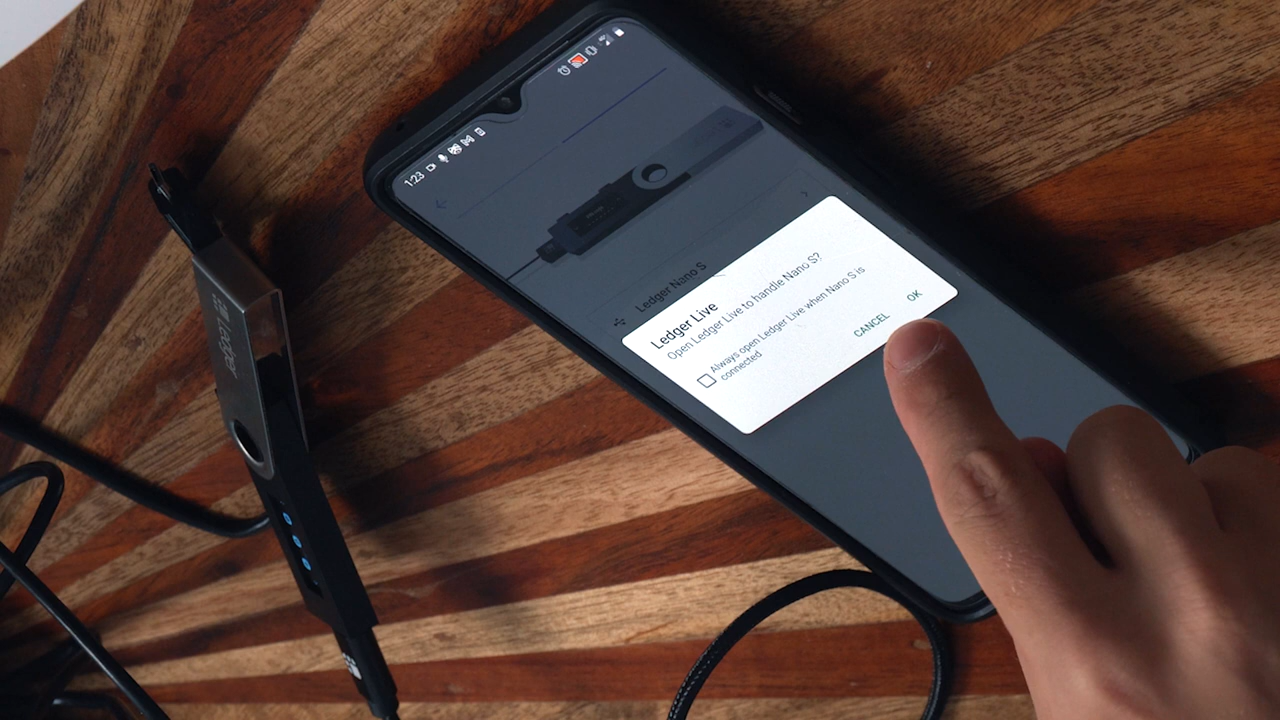 1:23
Ledger Nano S
Ledger Live
Open Ledger Live to handle Nano S?
Always open Ledger Live when Nano S is
connected
CANCEL
OK
Ledger